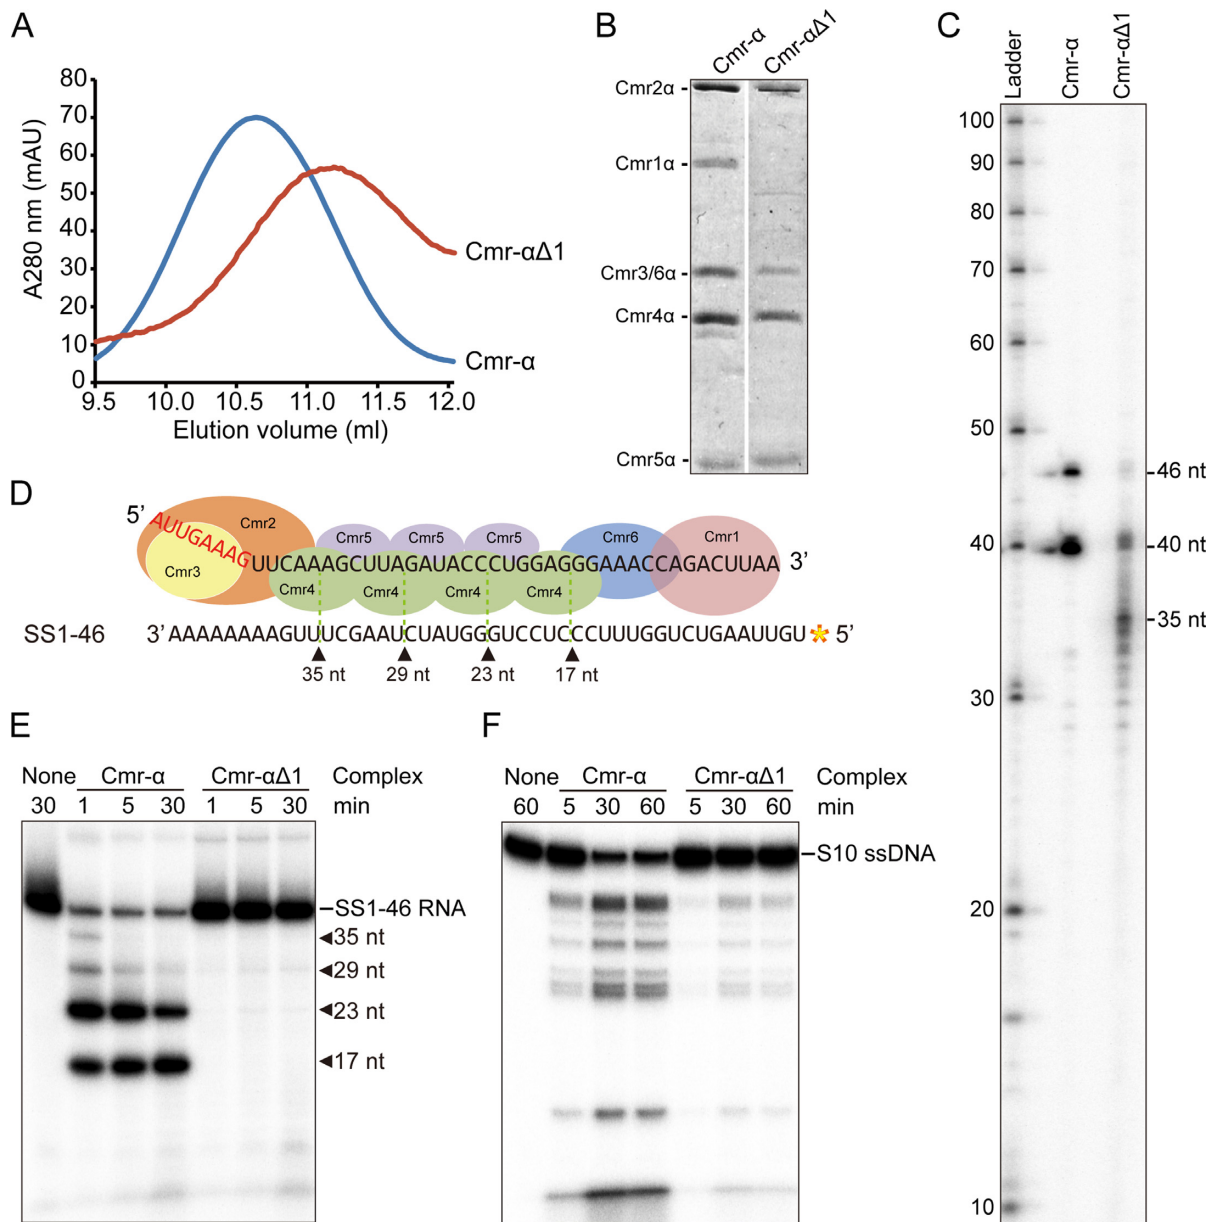 A
A280 nm (mAU)
80
70
60
50
40
30
20
10
0
9.5 10.0 10.5 11.0 11.5 12.0
Elution volume (ml)
Cmr-αΔ1
Cmr-α
B
Cmr-α Cmr-αΔ1
Cmr2α
Cmr1α
Cmr3/6α
Cmr4α
Cmr5α
C
Ladder Cmr-α Cmr-αΔ1
100
90
80
70
60
50
40
30
20
10
46 nt
40 nt
35 nt
D
5’ AUUGAAAGUUCAAAGCUUAGAUACCCUGGAGGGAAACCAGACUUAA 3’
Cmr2
Cmr3
Cmr5 Cmr5 Cmr5 Cmr6 Cmr1
Cmr4 Cmr4 Cmr4 Cmr4
SS1-46 3’ AAAAAAAAGUUUCGAAUCUAUGGGUCCUCCCUUUGGUCUGAAUUGU 5’
35 nt 29 nt 23 nt 17 nt
E
None Cmr-α Cmr-αΔ1 Complex
30 1 5 30 1 5 30 min
SS1-46 RNA
35 nt
29 nt
23 nt
17 nt
F
None Cmr-α Cmr-αΔ1 Complex
60 5 30 60 5 30 60 min
S10 ssDNA